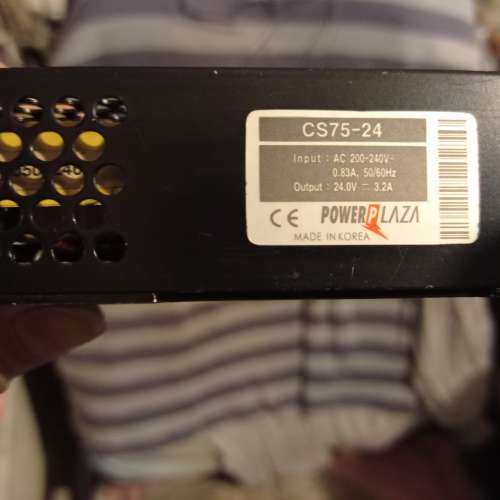 CS75-24
Input : AC 200-240V~
0.83A, 50/60Hz
Output : 24.0V ⎓ 3.2A
CE POWERPLAZA
MADE IN KOREA